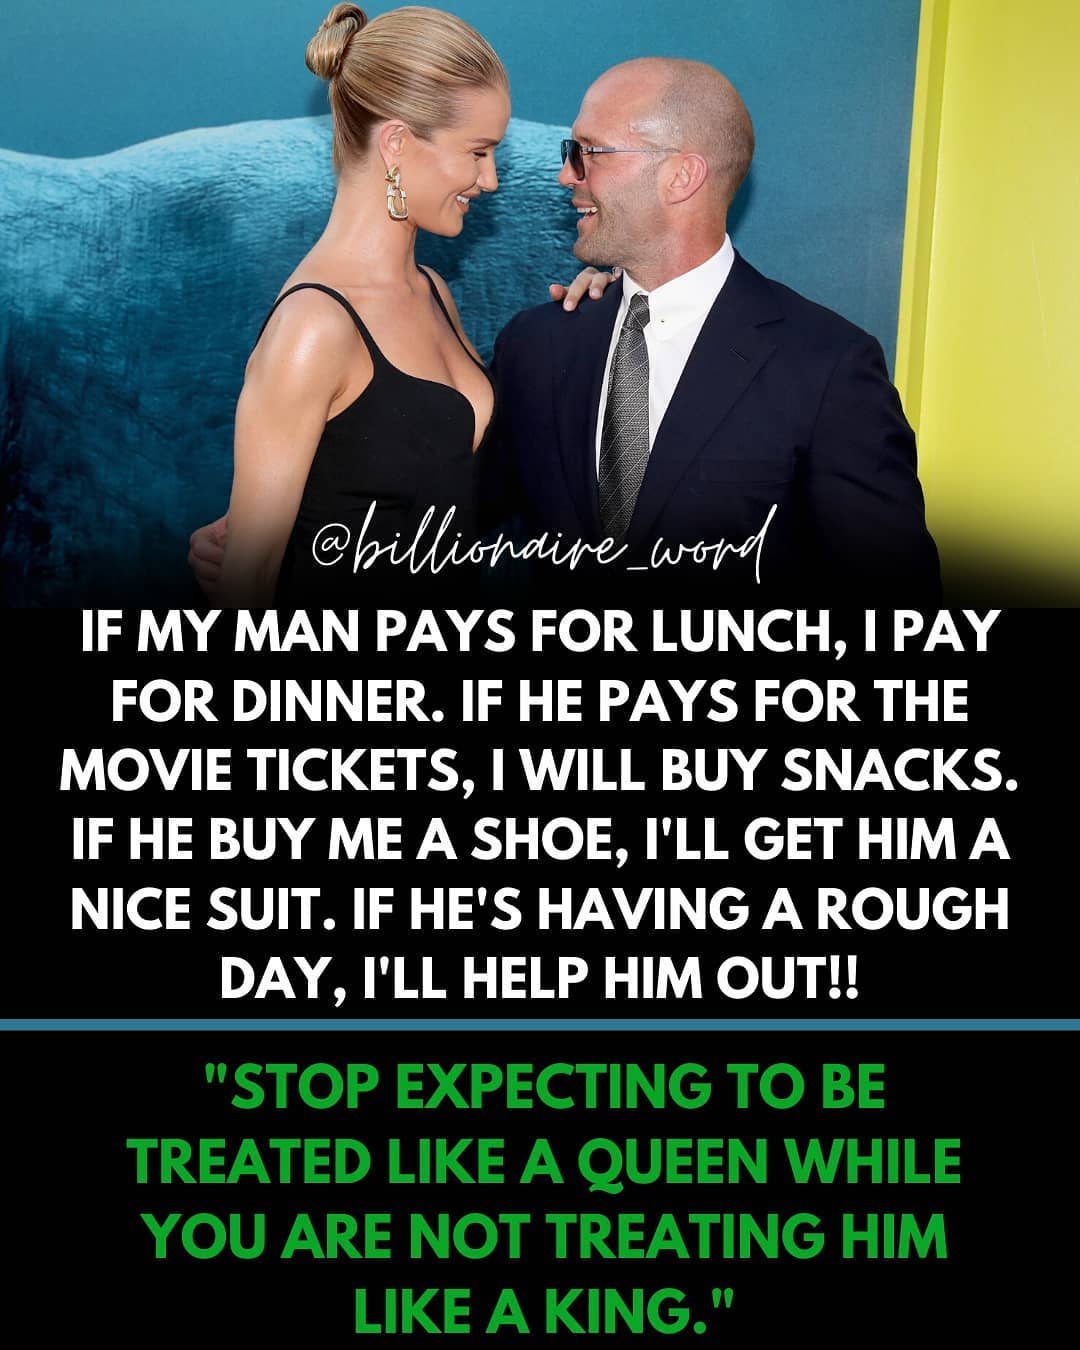 @billionaire_word
IF MY MAN PAYS FOR LUNCH, I PAY
FOR DINNER. IF HE PAYS FOR THE
MOVIE TICKETS, I WILL BUY SNACKS.
IF HE BUY ME A SHOE, I'LL GET HIM A
NICE SUIT. IF HE'S HAVING A ROUGH
DAY, I'LL HELP HIM OUT!!
"STOP EXPECTING TO BE
TREATED LIKE A QUEEN WHILE
YOU ARE NOT TREATING HIM
LIKE A KING."